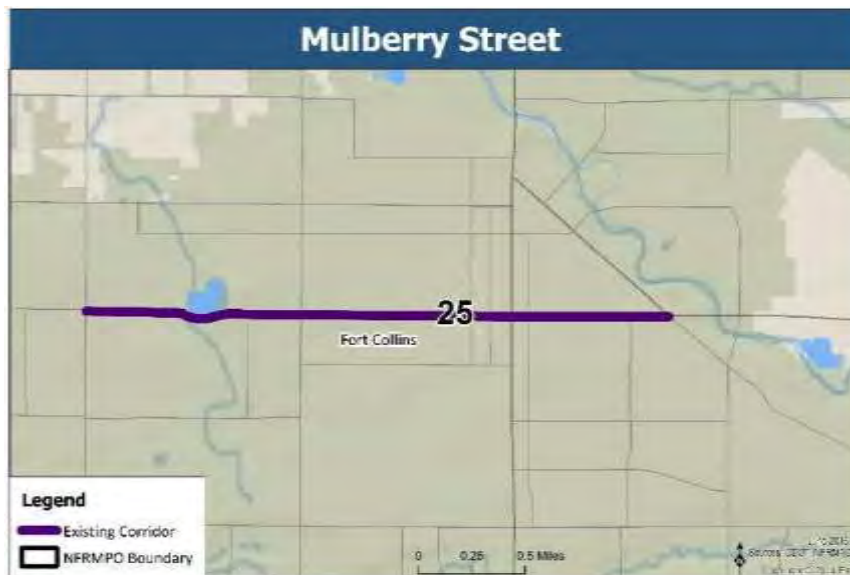 Mulberry Street
25
Fort Collins
Legend
Existing Corridor
NFRMPO Boundary
0 0.25 0.5 Miles